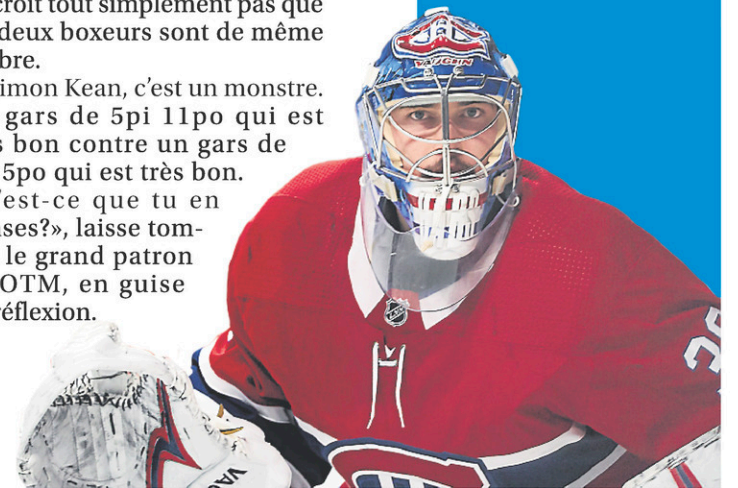 croit tout simplement pas que
deux boxeurs sont de même
bre.
imon Kean, c'est un monstre.
gars de 5pi 11po qui est
s bon contre un gars de
5po qui est très bon.
'est-ce que tu en
nses?», laisse tom-
le grand patron
OTM, en guise
réflexion.
VAUGHN